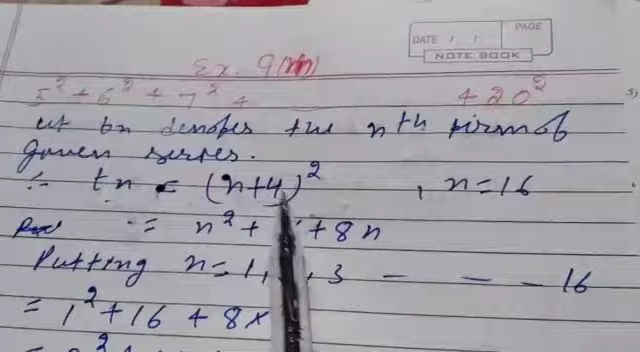 DATE / / PAGE
NOTE BOOK
Ex. 9(iii)
5² + 6² + 7² + + 20²
let tn denotes the nth term of
given series.
∴ tn = (n+4)² , n=16
= n² + + 8n
Putting n=1, , 3 - - - 16
= 1² + 16 + 8×